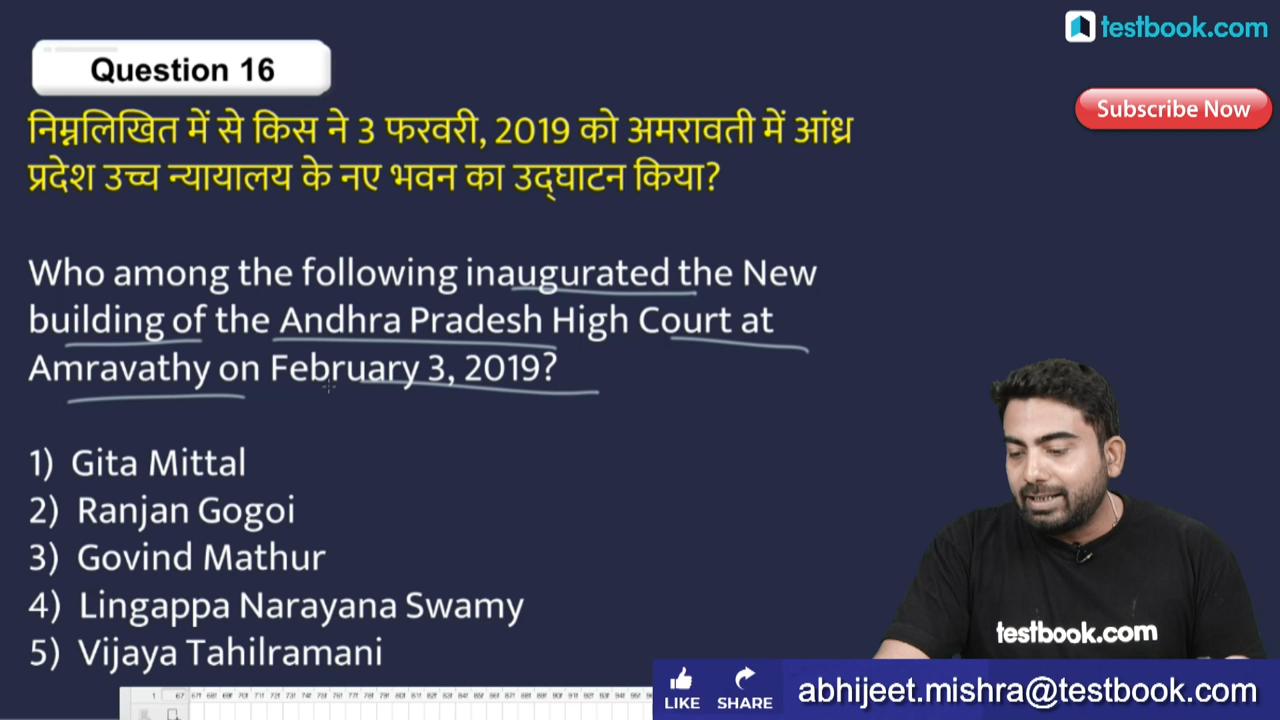 testbook.com
Question 16
Subscribe Now
निम्नलिखित में से किस ने 3 फरवरी, 2019 को अमरावती में आंध्र
प्रदेश उच्च न्यायालय के नए भवन का उद्घाटन किया?
Who among the following inaugurated the New
building of the Andhra Pradesh High Court at
Amravathy on February 3, 2019?
1) Gita Mittal
2) Ranjan Gogoi
3) Govind Mathur
4) Lingappa Narayana Swamy
5) Vijaya Tahilramani
testbook.com
LIKE SHARE abhijeet.mishra@testbook.com